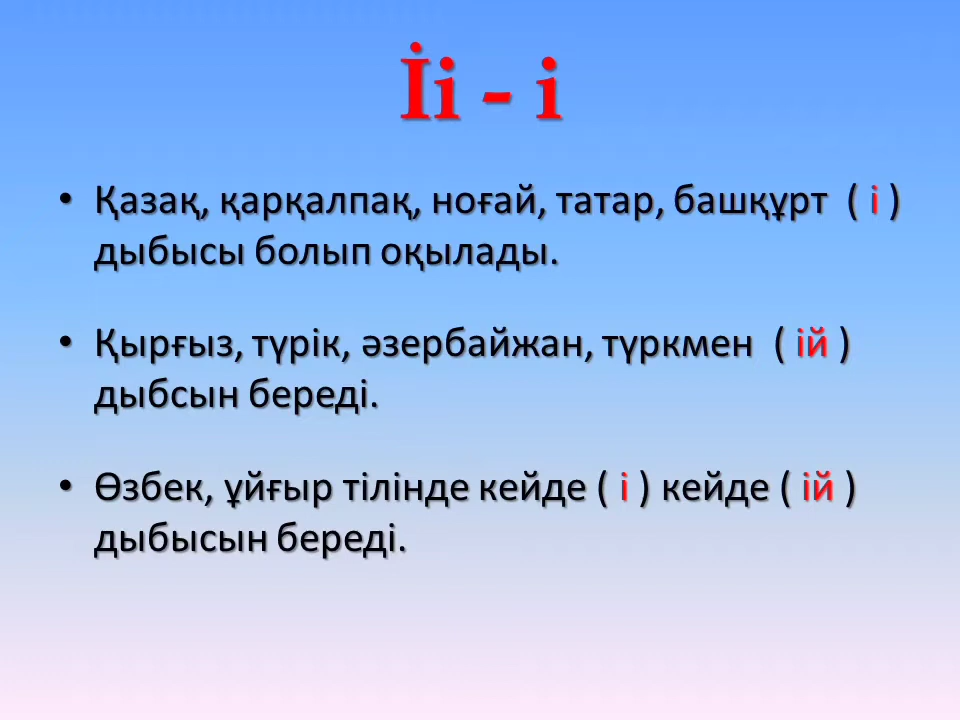 İi - i
• Қазақ, қарқалпақ, ноғай, татар, башқұрт ( і )
дыбысы болып оқылады.
• Қырғыз, түрік, әзербайжан, түркмен ( ій )
дыбсын береді.
• Өзбек, ұйғыр тілінде кейде ( і ) кейде ( ій )
дыбысын береді.